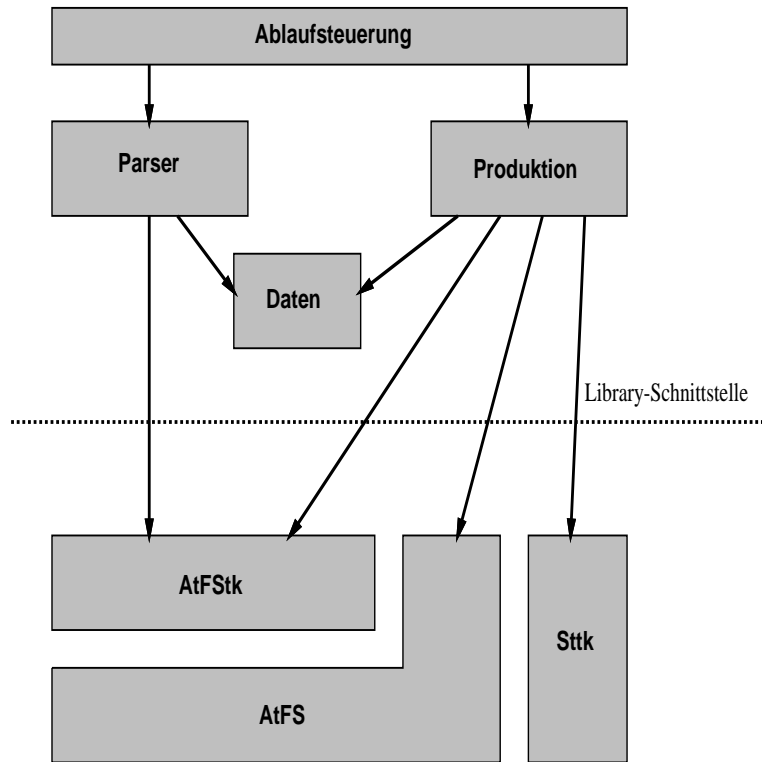 Ablaufsteuerung
Parser
Produktion
Daten
Library-Schnittstelle
AtFStk
Sttk
AtFS